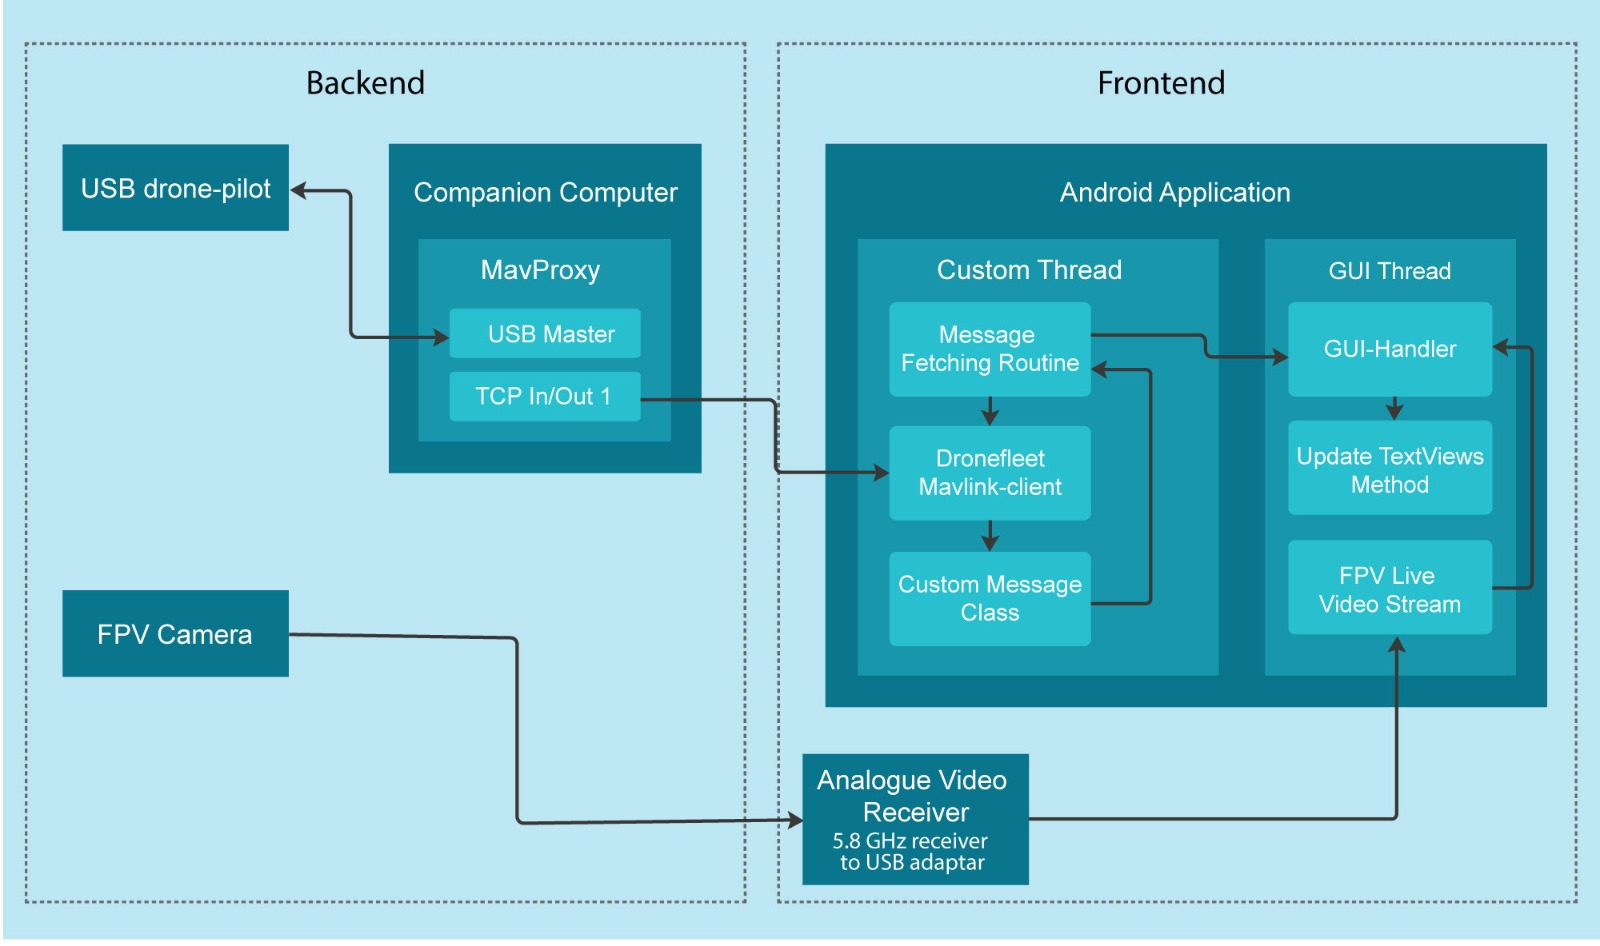 Backend
USB drone-pilot
Companion Computer
MavProxy
USB Master
TCP In/Out 1
FPV Camera
Frontend
Android Application
Custom Thread
Message
Fetching Routine
Dronefleet
Mavlink-client
Custom Message
Class
GUI Thread
GUI-Handler
Update TextViews
Method
FPV Live
Video Stream
Analogue Video
Receiver
5.8 GHz receiver
to USB adaptar